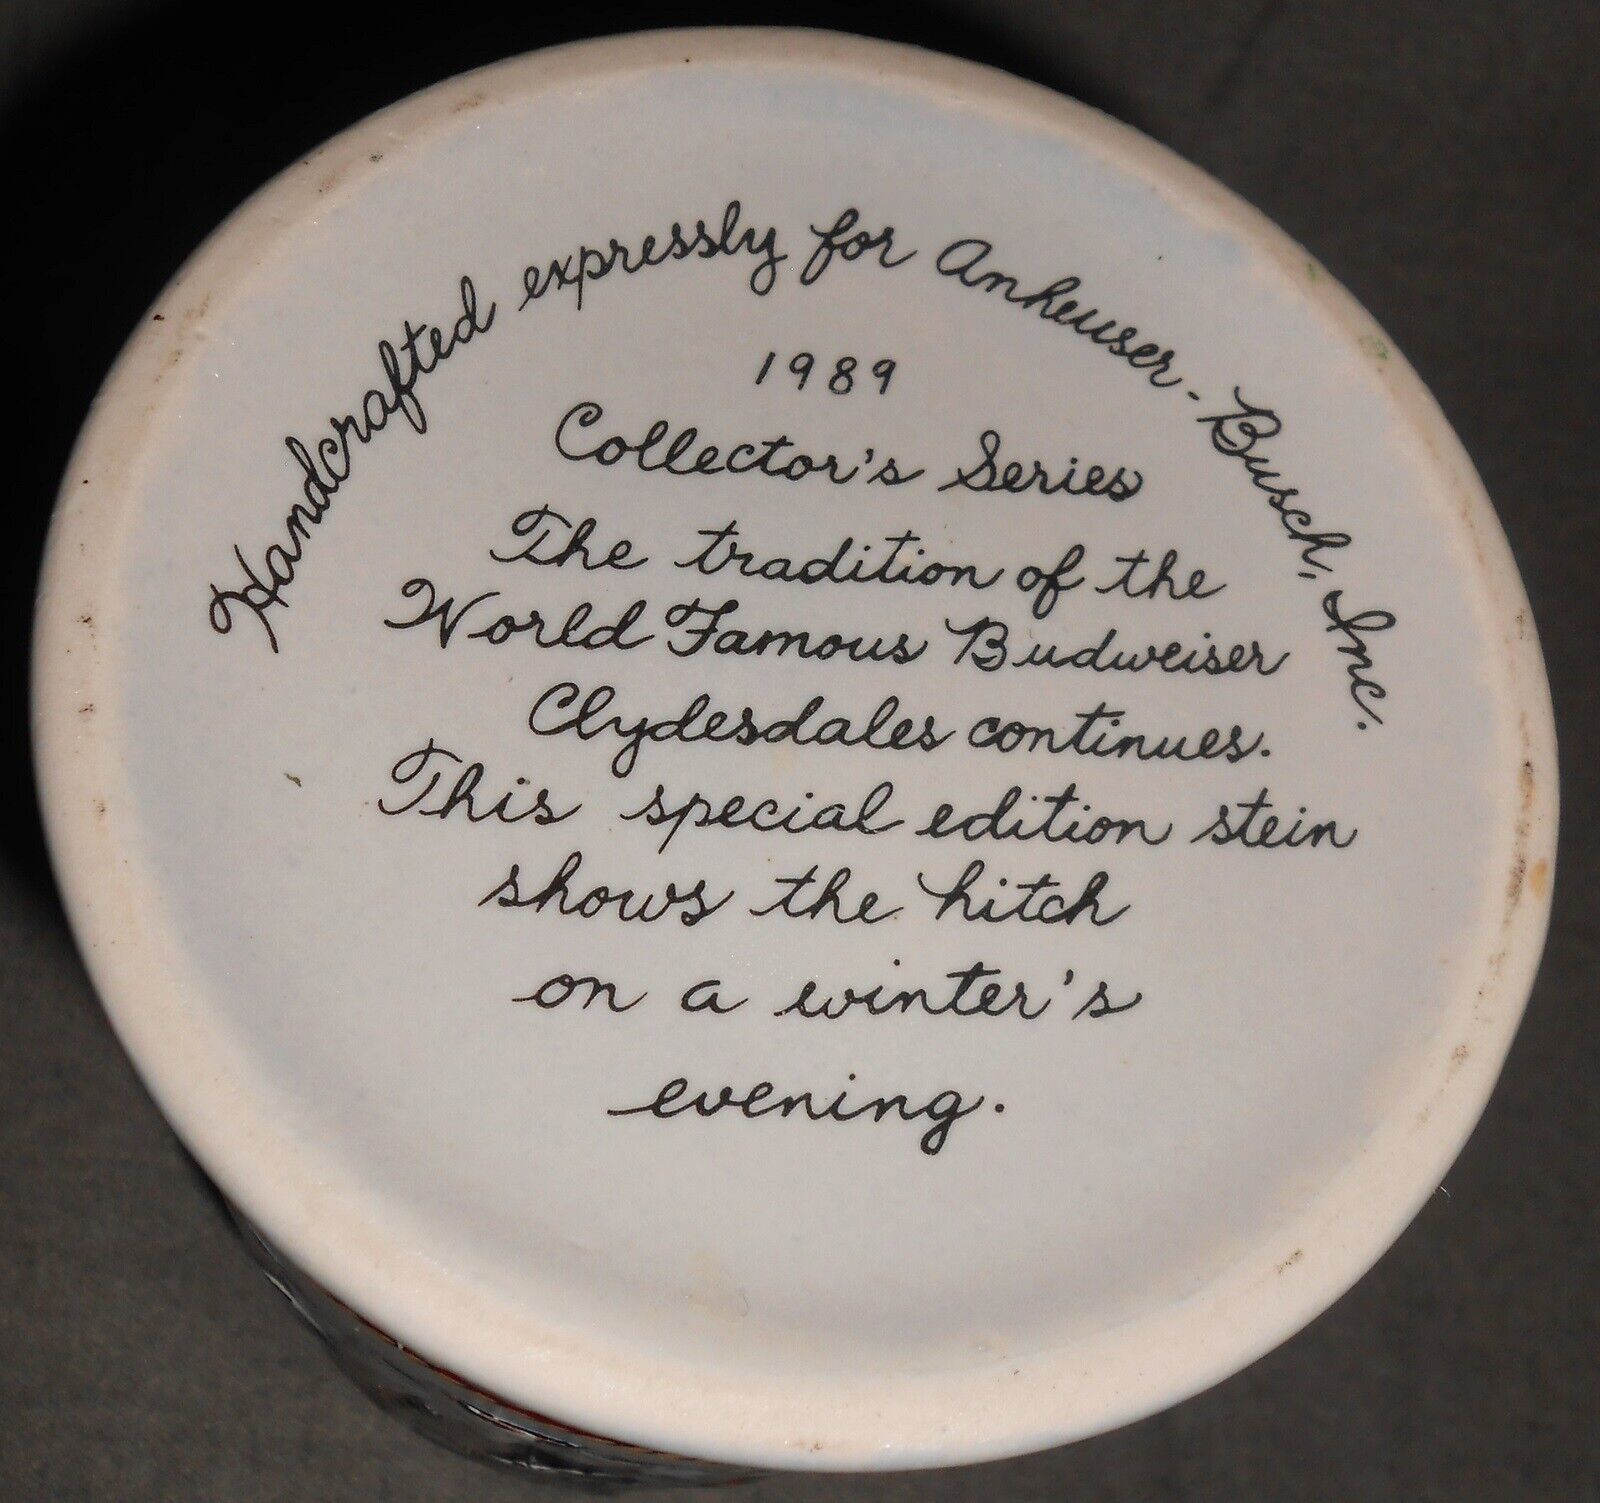 Handcrafted expressly for Anheuser-Busch, Inc.
1989
Collector's Series
The tradition of the
World Famous Budweiser
Clydesdales continues.
This special edition stein
shows the hitch
on a winter's
evening.